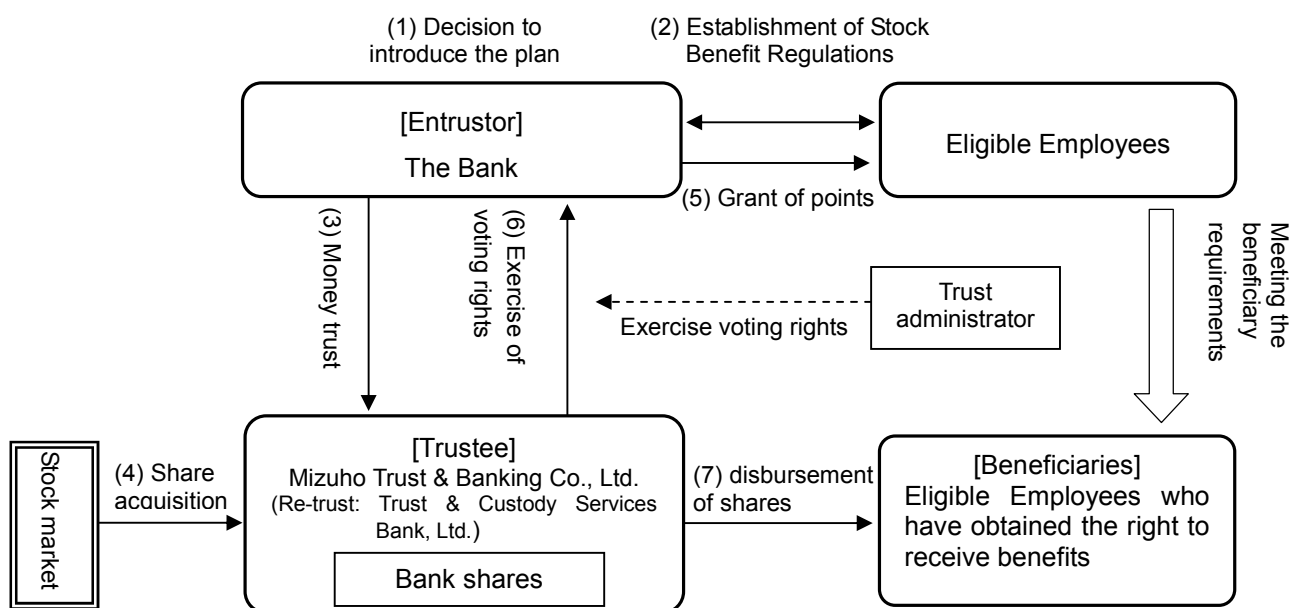 (1) Decision to
introduce the plan
(2) Establishment of Stock
Benefit Regulations
[Entrustor]
The Bank
Eligible Employees
(5) Grant of points
(3) Money trust
(6) Exercise of
voting rights
Exercise voting rights
Trust
administrator
Meeting the
beneficiary
requirements
Stock market
(4) Share
acquisition
[Trustee]
Mizuho Trust & Banking Co., Ltd.
(Re-trust: Trust & Custody Services
Bank, Ltd.)
Bank shares
(7) disbursement
of shares
[Beneficiaries]
Eligible Employees who
have obtained the right to
receive benefits